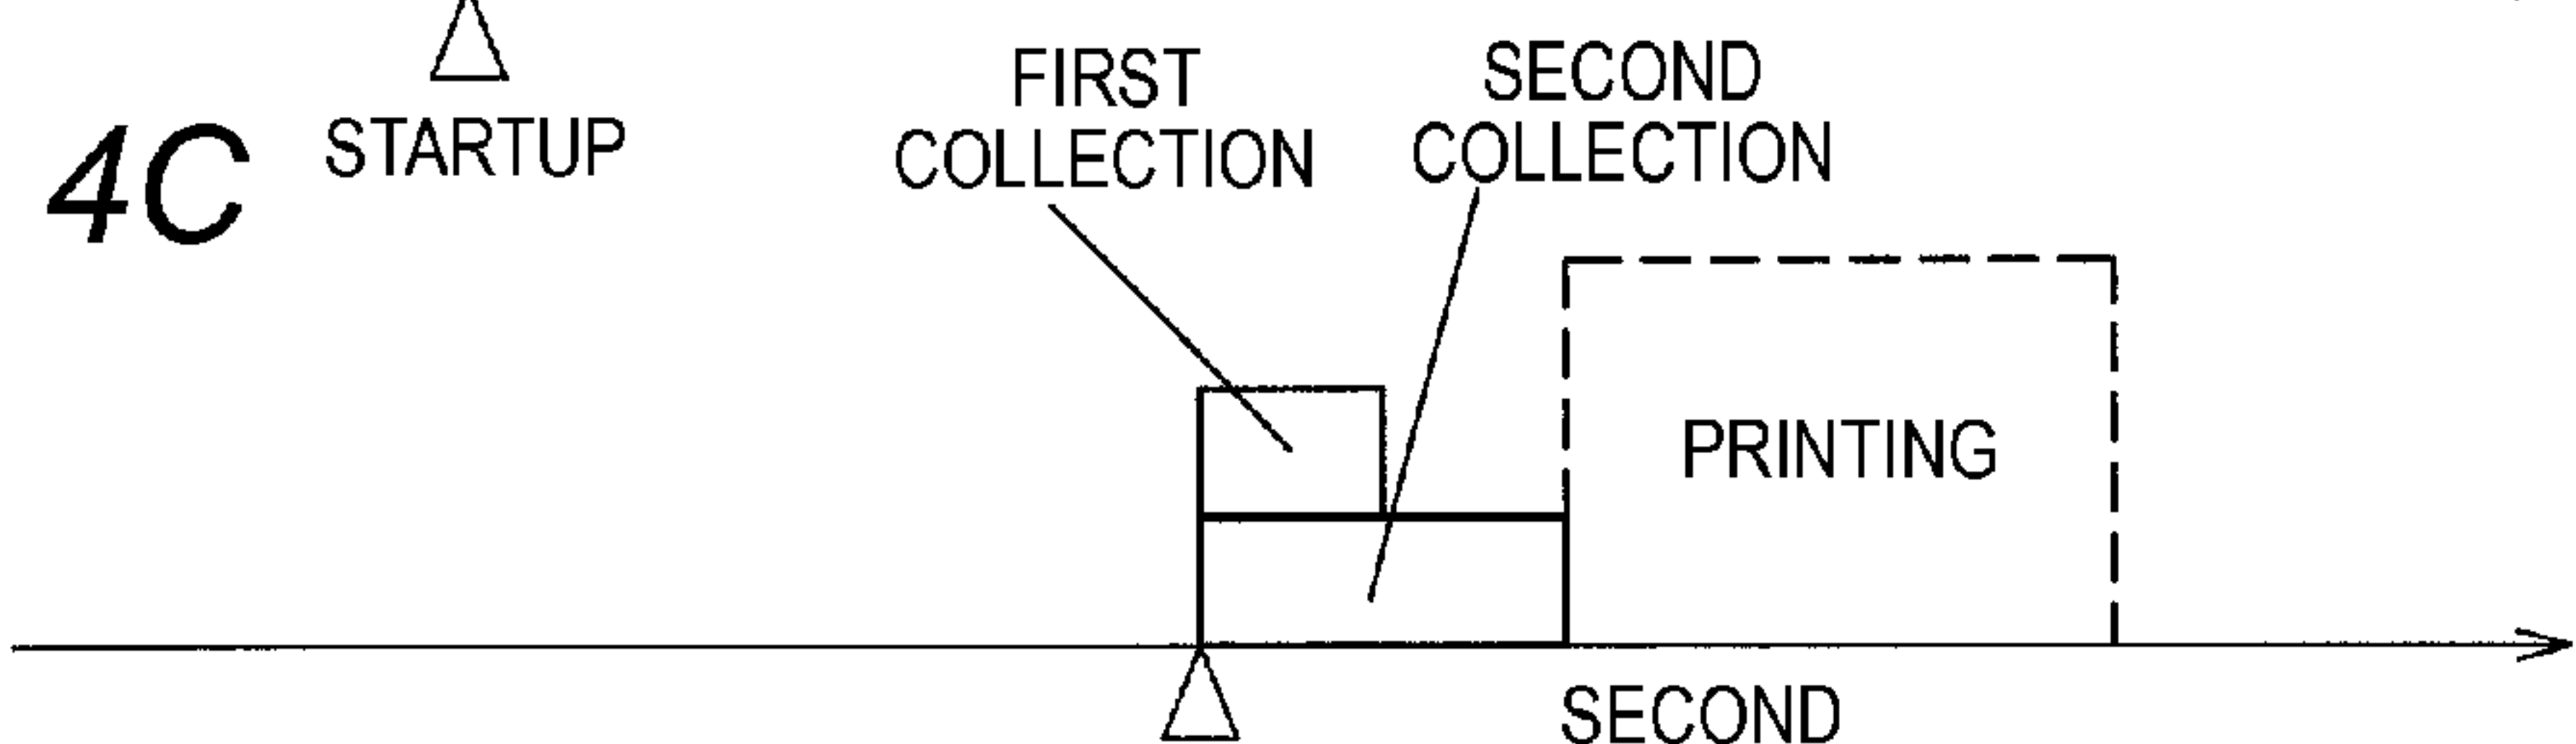 STARTUP
4C
FIRST
COLLECTION
SECOND
COLLECTION
PRINTING
SECOND